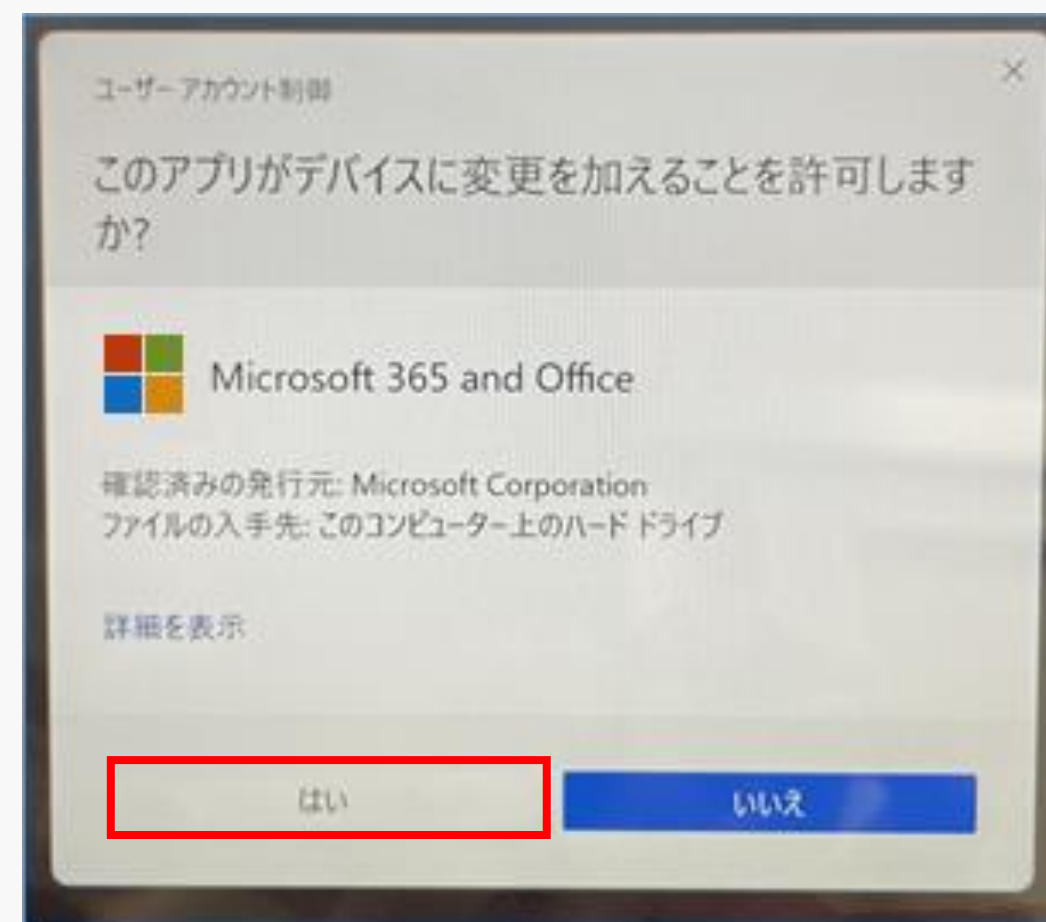 ユーザー アカウント制御
このアプリがデバイスに変更を加えることを許可します
か?
Microsoft 365 and Office
確認済みの発行元: Microsoft Corporation
ファイルの入手先: このコンピューター上のハード ドライブ
詳細を表示
はい
いいえ